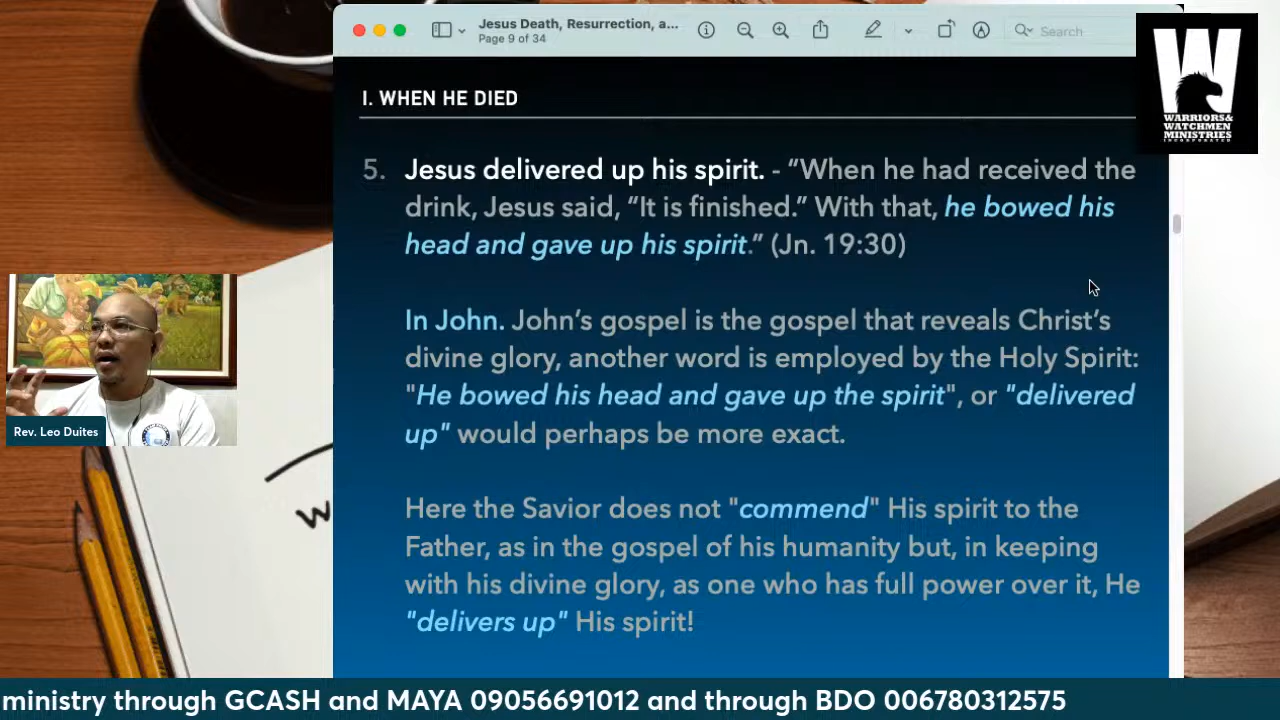 Jesus Death, Resurrection, a...
Page 9 of 34
Search
W
WARRIORS&
WATCHMEN
MINISTRIES
INCORPORATED
I. WHEN HE DIED
5. Jesus delivered up his spirit. - “When he had received the
drink, Jesus said, “It is finished.” With that, he bowed his
head and gave up his spirit.” (Jn. 19:30)
In John. John’s gospel is the gospel that reveals Christ’s
divine glory, another word is employed by the Holy Spirit:
"He bowed his head and gave up the spirit", or "delivered
up" would perhaps be more exact.
Here the Savior does not "commend" His spirit to the
Father, as in the gospel of his humanity but, in keeping
with his divine glory, as one who has full power over it, He
"delivers up" His spirit!
Rev. Leo Duites
ministry through GCASH and MAYA 09056691012 and through BDO 006780312575